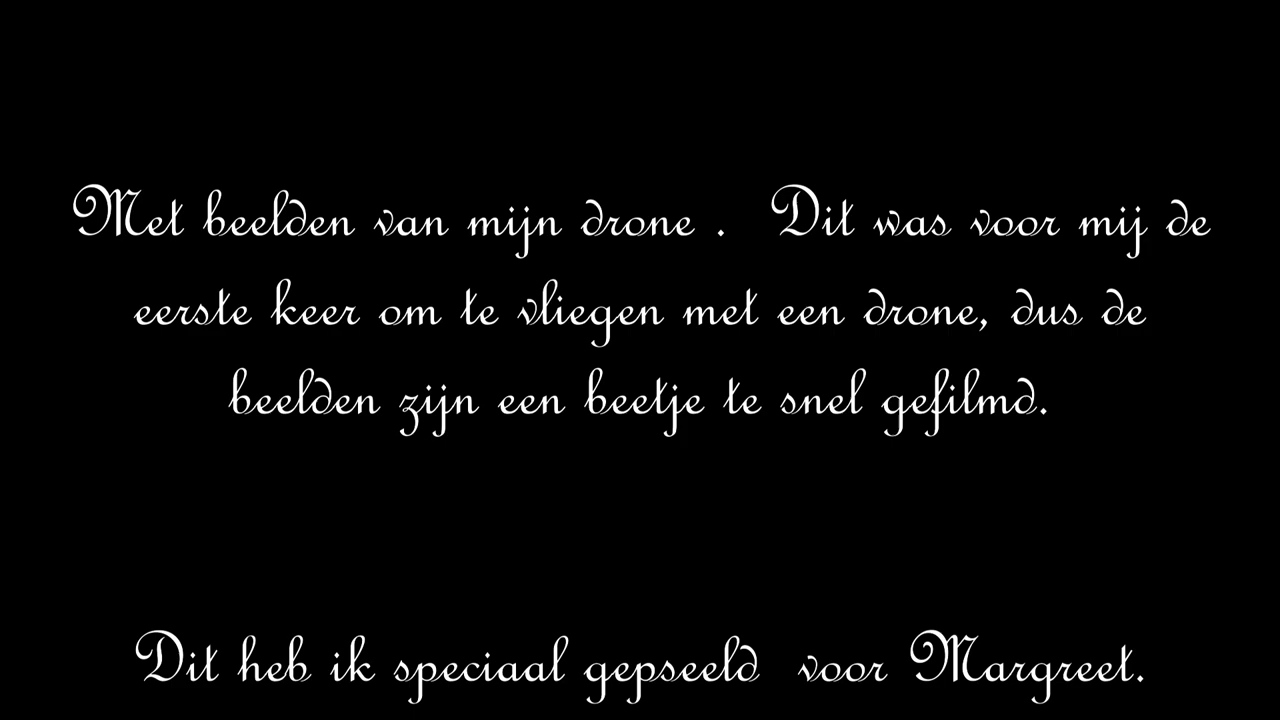 Met beelden van mijn drone . Dit was voor mij de
eerste keer om te vliegen met een drone, dus de
beelden zijn een beetje te snel gefilmd.
Dit heb ik speciaal gepseeld voor Margreet.